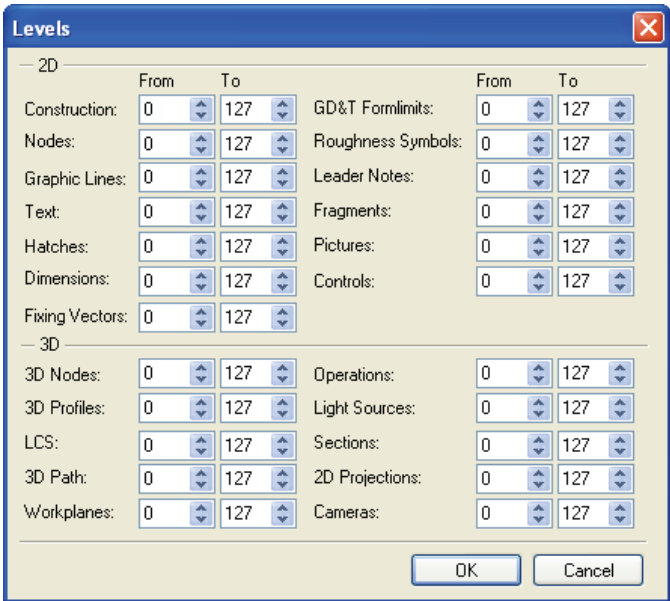 Levels
2D
From To From To
Construction: 0 127 GD&T Formlimits: 0 127
Nodes: 0 127 Roughness Symbols: 0 127
Graphic Lines: 0 127 Leader Notes: 0 127
Text: 0 127 Fragments: 0 127
Hatches: 0 127 Pictures: 0 127
Dimensions: 0 127 Controls: 0 127
Fixing Vectors: 0 127
3D
3D Nodes: 0 127 Operations: 0 127
3D Profiles: 0 127 Light Sources: 0 127
LCS: 0 127 Sections: 0 127
3D Path: 0 127 2D Projections: 0 127
Workplanes: 0 127 Cameras: 0 127
OK Cancel